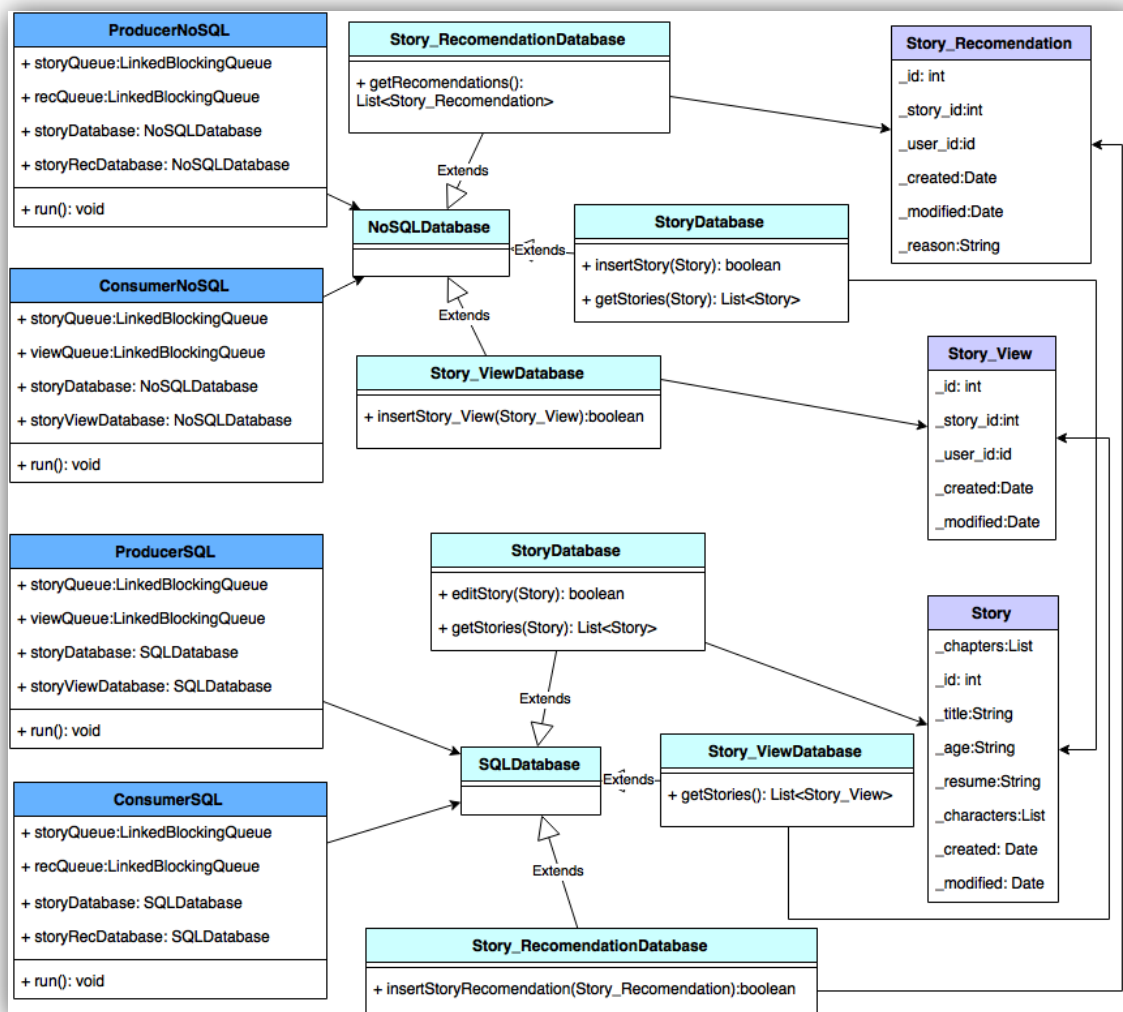 ProducerNoSQL
+ storyQueue:LinkedBlockingQueue
+ recQueue:LinkedBlockingQueue
+ storyDatabase: NoSQLDatabase
+ storyRecDatabase: NoSQLDatabase
+ run(): void
Story_RecomendationDatabase
+ getRecomendations():
List<Story_Recomendation>
Story_Recomendation
_id: int
_story_id:int
_user_id:id
_created:Date
_modified:Date
_reason:String
Extends
NoSQLDatabase
Extends
StoryDatabase
+ insertStory(Story): boolean
+ getStories(Story): List<Story>
ConsumerNoSQL
+ storyQueue:LinkedBlockingQueue
+ viewQueue:LinkedBlockingQueue
+ storyDatabase: NoSQLDatabase
+ storyViewDatabase: NoSQLDatabase
+ run(): void
Extends
Story_ViewDatabase
+ insertStory_View(Story_View):boolean
Story_View
_id: int
_story_id:int
_user_id:id
_created:Date
_modified:Date
ProducerSQL
+ storyQueue:LinkedBlockingQueue
+ viewQueue:LinkedBlockingQueue
+ storyDatabase: SQLDatabase
+ storyViewDatabase: SQLDatabase
+ run(): void
StoryDatabase
+ editStory(Story): boolean
+ getStories(Story): List<Story>
Story
_chapters:List
_id: int
_title:String
_age:String
_resume:String
_characters:List
_created: Date
_modified: Date
Extends
SQLDatabase
Extends
Story_ViewDatabase
+ getStories(): List<Story_View>
ConsumerSQL
+ storyQueue:LinkedBlockingQueue
+ recQueue:LinkedBlockingQueue
+ storyDatabase: SQLDatabase
+ storyRecDatabase: SQLDatabase
+ run(): void
Extends
Story_RecomendationDatabase
+ insertStoryRecomendation(Story_Recomendation):boolean